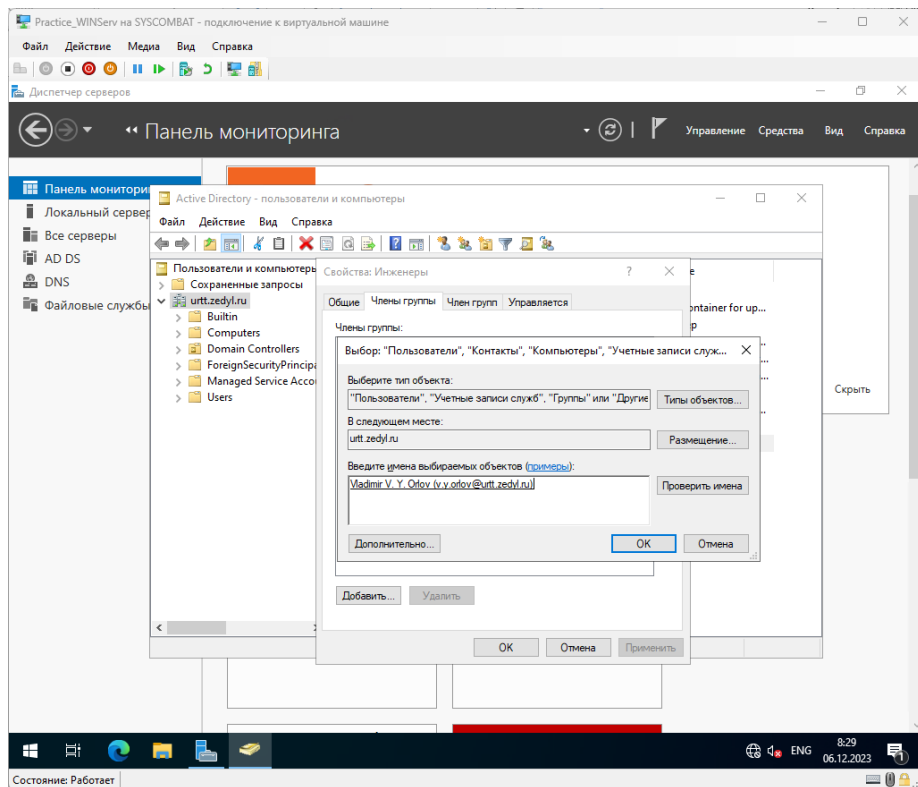 Practice_WINServ на SYSCOMBAT - подключение к виртуальной машине
Файл Действие Медиа Вид Справка
Диспетчер серверов
Панель мониторинга
Управление Средства Вид Справка
Панель монитори
Локальный сервер
Все серверы
AD DS
DNS
Файловые службы
Active Directory - пользователи и компьютеры
Файл Действие Вид Справка
Пользователи и компьютеры
Сохраненные запросы
urtt.zedyl.ru
Builtin
Computers
Domain Controllers
ForeignSecurityPrincipa
Managed Service Accou
Users
Свойства: Инженеры
Общие Члены группы Член групп Управляется
Члены группы:
ontainer for up...
Выбор: "Пользователи", "Контакты", "Компьютеры", "Учетные записи служ...
Выберите тип объекта:
"Пользователи", "Учетные записи служб", "Группы" или "Другие Типы объектов...
В следующем месте:
urtt.zedyl.ru Размещение...
Введите имена выбираемых объектов (примеры):
Vladimir V. Y. Orlov (v.y.orlov@urtt.zedyl.ru) Проверить имена
Дополнительно... OK Отмена
Добавить... Удалить
OK Отмена Применить
Скрыть
ENG
8:29
06.12.2023
1
Состояние: Работает